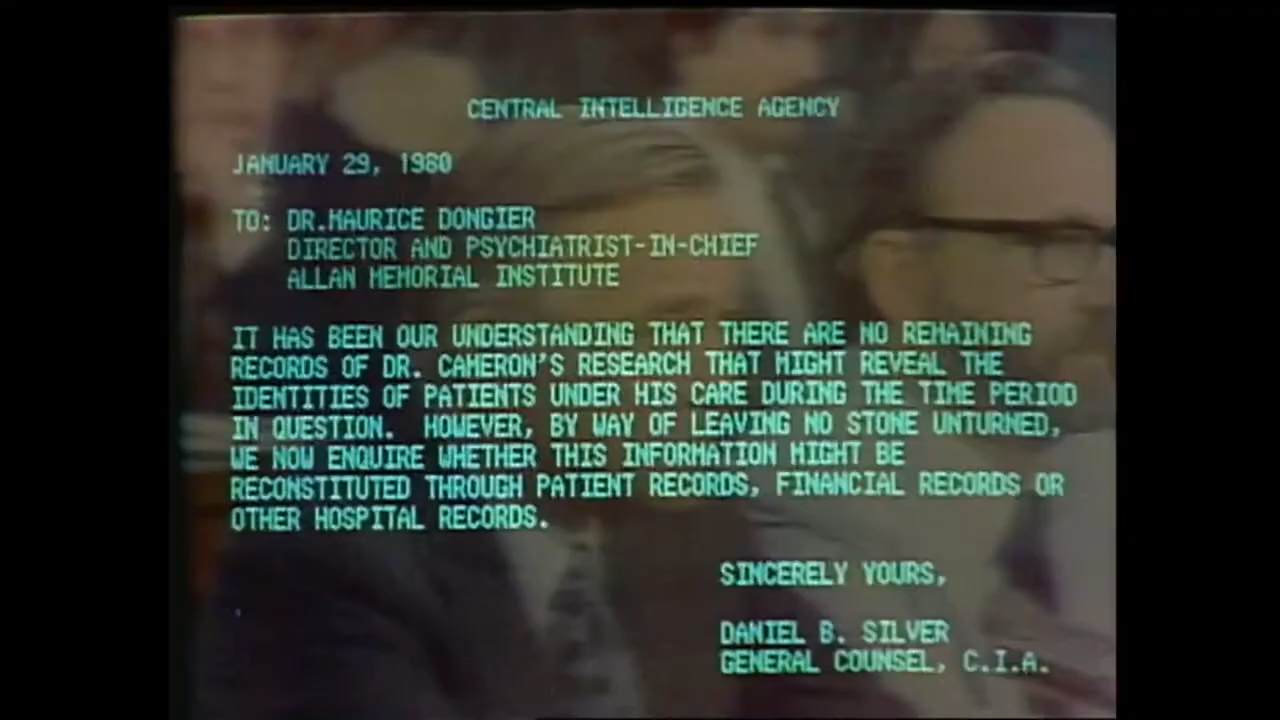 CENTRAL INTELLIGENCE AGENCY
JANUARY 29, 1980
TO: DR.MAURICE DONGIER
DIRECTOR AND PSYCHIATRIST-IN-CHIEF
ALLAN MEMORIAL INSTITUTE
IT HAS BEEN OUR UNDERSTANDING THAT THERE ARE NO REMAINING
RECORDS OF DR. CAMERON'S RESEARCH THAT MIGHT REVEAL THE
IDENTITIES OF PATIENTS UNDER HIS CARE DURING THE TIME PERIOD
IN QUESTION. HOWEVER, BY WAY OF LEAVING NO STONE UNTURNED,
WE NOW ENQUIRE WHETHER THIS INFORMATION MIGHT BE
RECONSTITUTED THROUGH PATIENT RECORDS, FINANCIAL RECORDS OR
OTHER HOSPITAL RECORDS.
SINCERELY YOURS,
DANIEL B. SILVER
GENERAL COUNSEL, C.I.A.